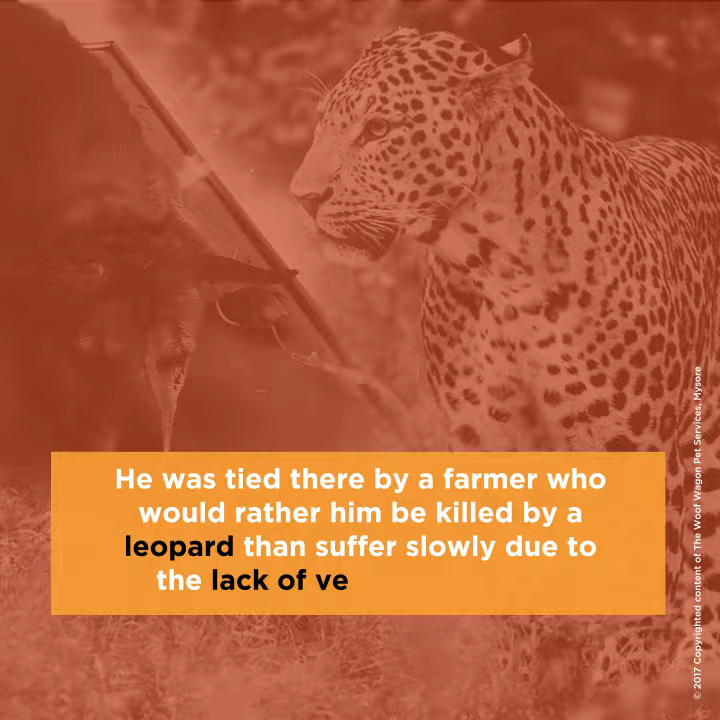 He was tied there by a farmer who
would rather him be killed by a
leopard than suffer slowly due to
the lack of ve
© 2017 Copyrighted content of The Woof Wagon Pet Services, Mysore